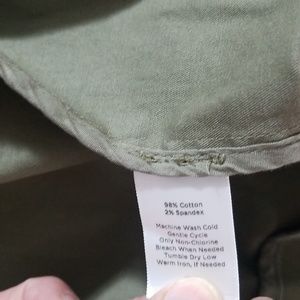 98% Cotton
2% Spandex
Machine Wash Cold
Gentle Cycle
Only Non-Chlorine
Bleach When Needed
Tumble Dry Low
Warm Iron, if Needed